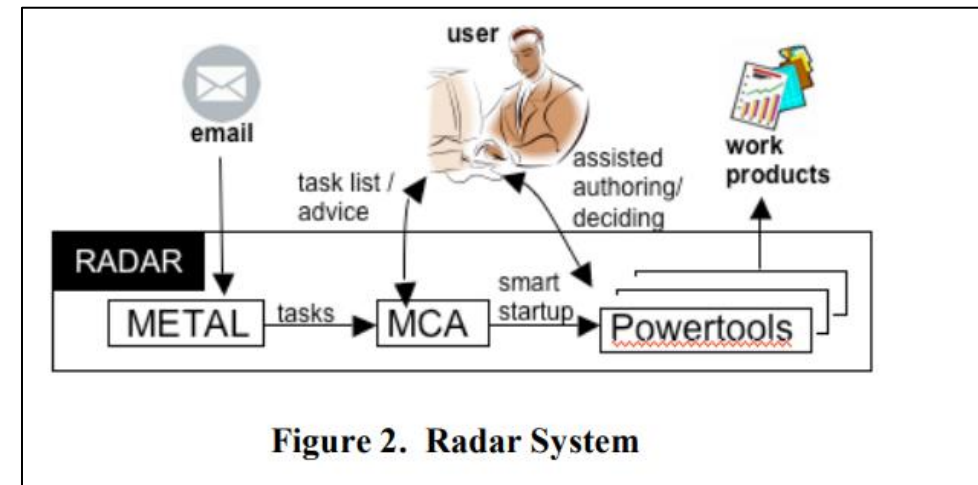 user
email
work
products
task list /
advice
assisted
authoring/
deciding
RADAR
METAL
tasks
MCA
smart
startup
Powertools
Figure 2. Radar System